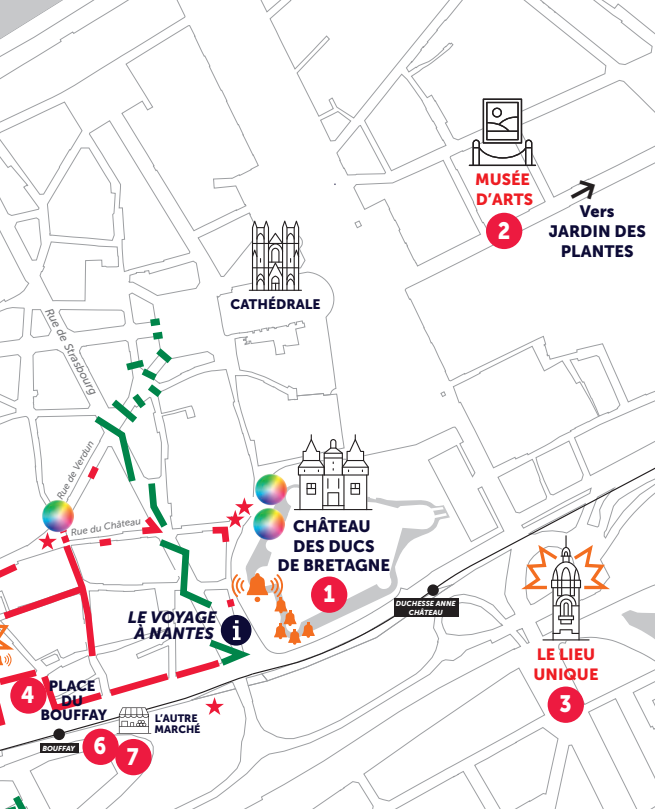 MUSÉE
D'ARTS
2
Vers
JARDIN DES
PLANTES
CATHÉDRALE
Rue de Strasbourg
Rue de Verdun
Rue du Château
CHÂTEAU
DES DUCS
DE BRETAGNE
1
DUCHESSE ANNE
CHÂTEAU
LE VOYAGE
À NANTES
i
LE LIEU
UNIQUE
3
4
PLACE
DU
BOUFFAY
L'AUTRE
MARCHÉ
BOUFFAY
6
7